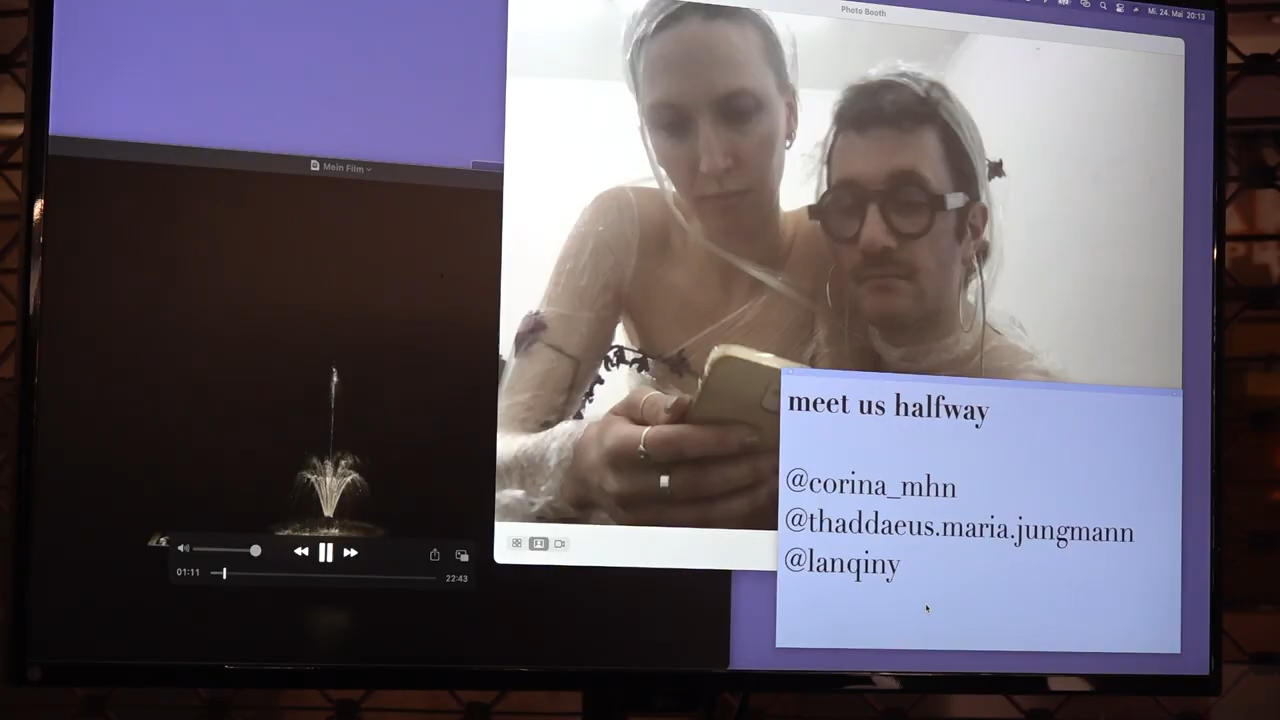 Photo Booth
Mi. 24. Mai 20:13
Mein Film
meet us halfway
@corina_mhn
@thaddaeus.maria.jungmann
@lanqiny
01:11
22:43